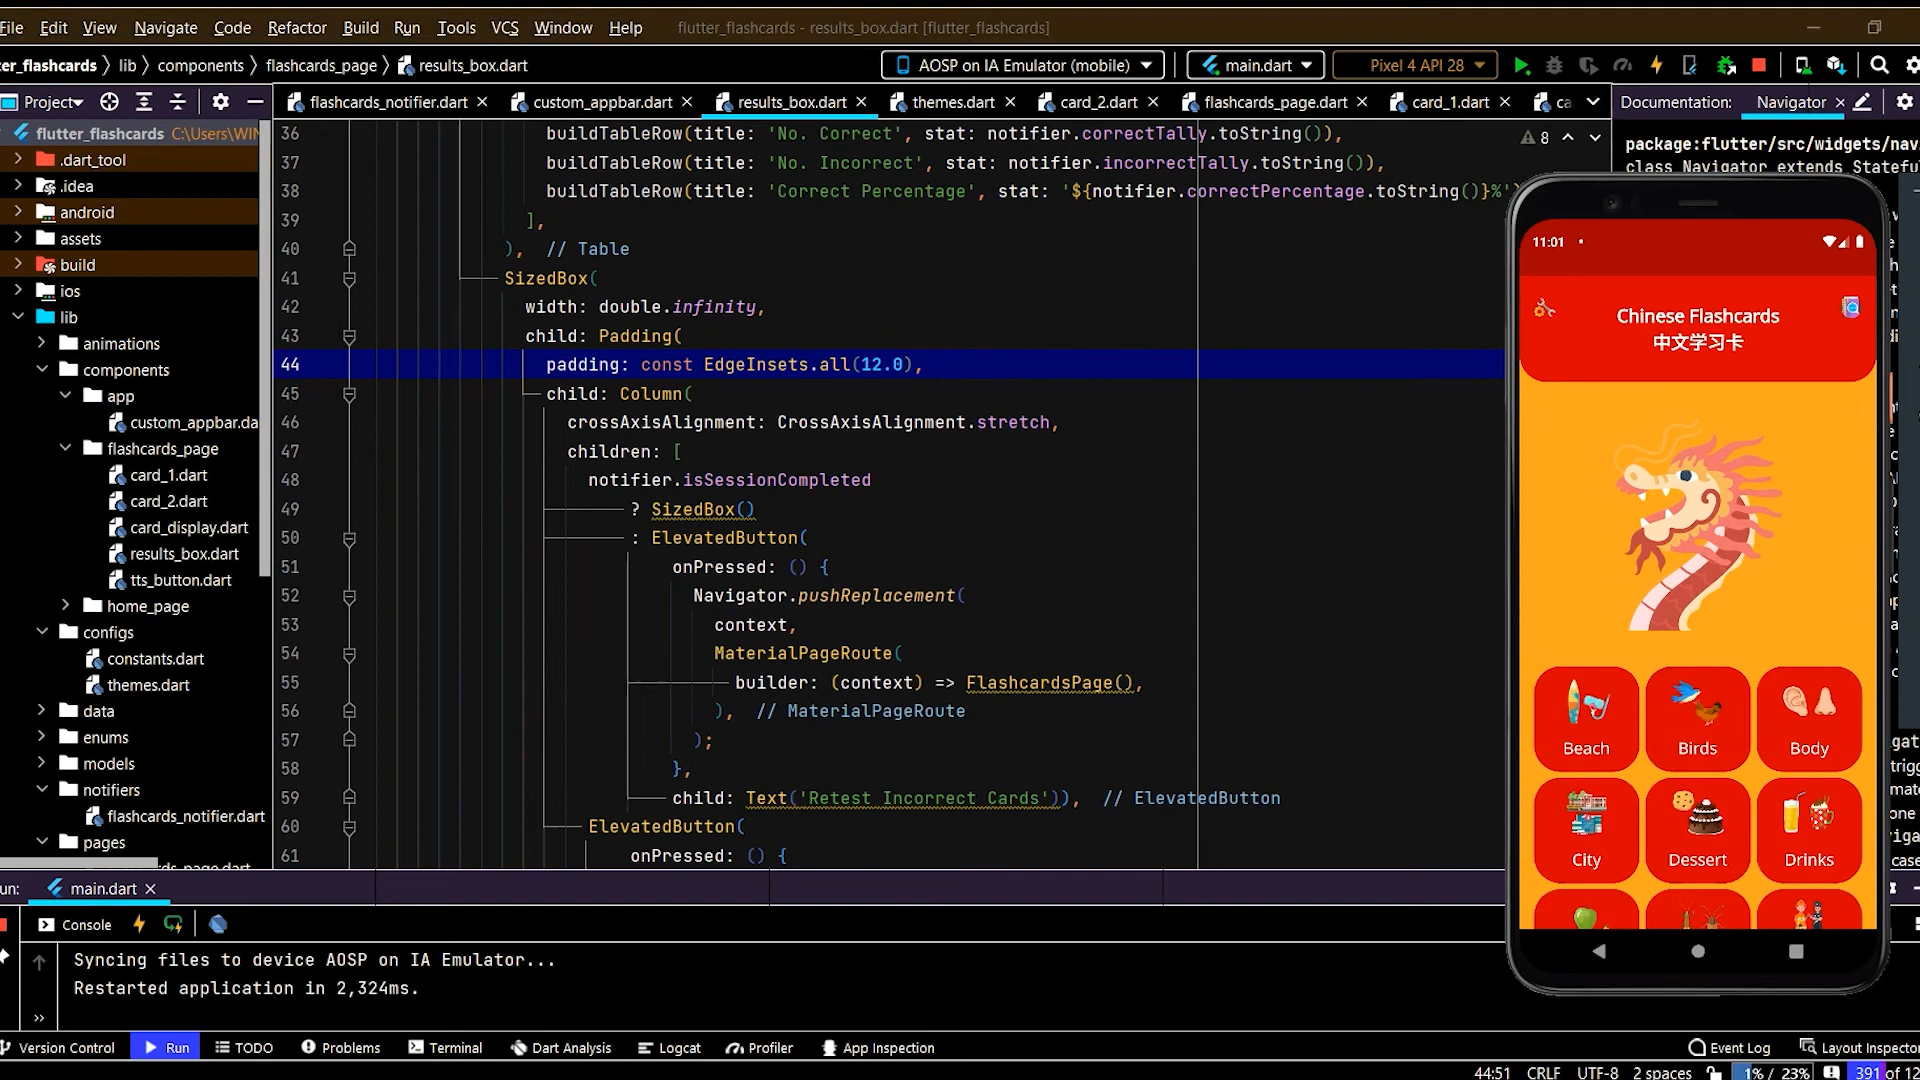 File Edit View Navigate Code Refactor Build Run Tools VCS Window Help flutter_flashcards - results_box.dart [flutter_flashcards]
er_flashcards lib components flashcards_page results_box.dart AOSP on IA Emulator (mobile) main.dart Pixel 4 API 28
Project flashcards_notifier.dart custom_appbar.dart results_box.dart themes.dart card_2.dart flashcards_page.dart card_1.dart ca Documentation: Navigator
flutter_flashcards C:\Users\WIN
.dart_tool
.idea
android
assets
build
ios
lib
animations
components
app
custom_appbar.da
flashcards_page
card_1.dart
card_2.dart
card_display.dart
results_box.dart
tts_button.dart
home_page
configs
constants.dart
themes.dart
data
enums
models
notifiers
flashcards_notifier.dart
pages
36 buildTableRow(title: 'No. Correct', stat: notifier.correctTally.toString()),
37 buildTableRow(title: 'No. Incorrect', stat: notifier.incorrectTally.toString()),
38 buildTableRow(title: 'Correct Percentage', stat: '${notifier.correctPercentage.toString()}%')
39 ],
40 ), // Table
41 SizedBox(
42 width: double.infinity,
43 child: Padding(
44 padding: const EdgeInsets.all(12.0),
45 child: Column(
46 crossAxisAlignment: CrossAxisAlignment.stretch,
47 children: [
48 notifier.isSessionCompleted
49 ? SizedBox()
50 : ElevatedButton(
51 onPressed: () {
52 Navigator.pushReplacement(
53 context,
54 MaterialPageRoute(
55 builder: (context) => FlashcardsPage(),
56 ), // MaterialPageRoute
57 );
58 },
59 child: Text('Retest Incorrect Cards')), // ElevatedButton
60 ElevatedButton(
61 onPressed: () {
8
package:flutter/src/widgets/nav
class Navigator extends Stateful
11:01
Chinese Flashcards
中文学习卡
Beach Birds Body
City Dessert Drinks
un: main.dart
Console
Syncing files to device AOSP on IA Emulator...
Restarted application in 2,324ms.
Version Control Run TODO Problems Terminal Dart Analysis Logcat Profiler App Inspection Event Log Layout Inspector
44:51 CRLF UTF-8 2 spaces 1% / 23% 391 of 12